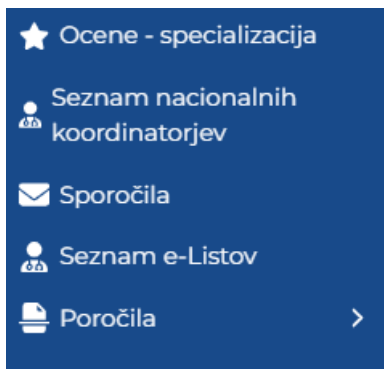 Ocene - specializacija
Seznam nacionalnih
koordinatorjev
Sporočila
Seznam e-Listov
Poročila